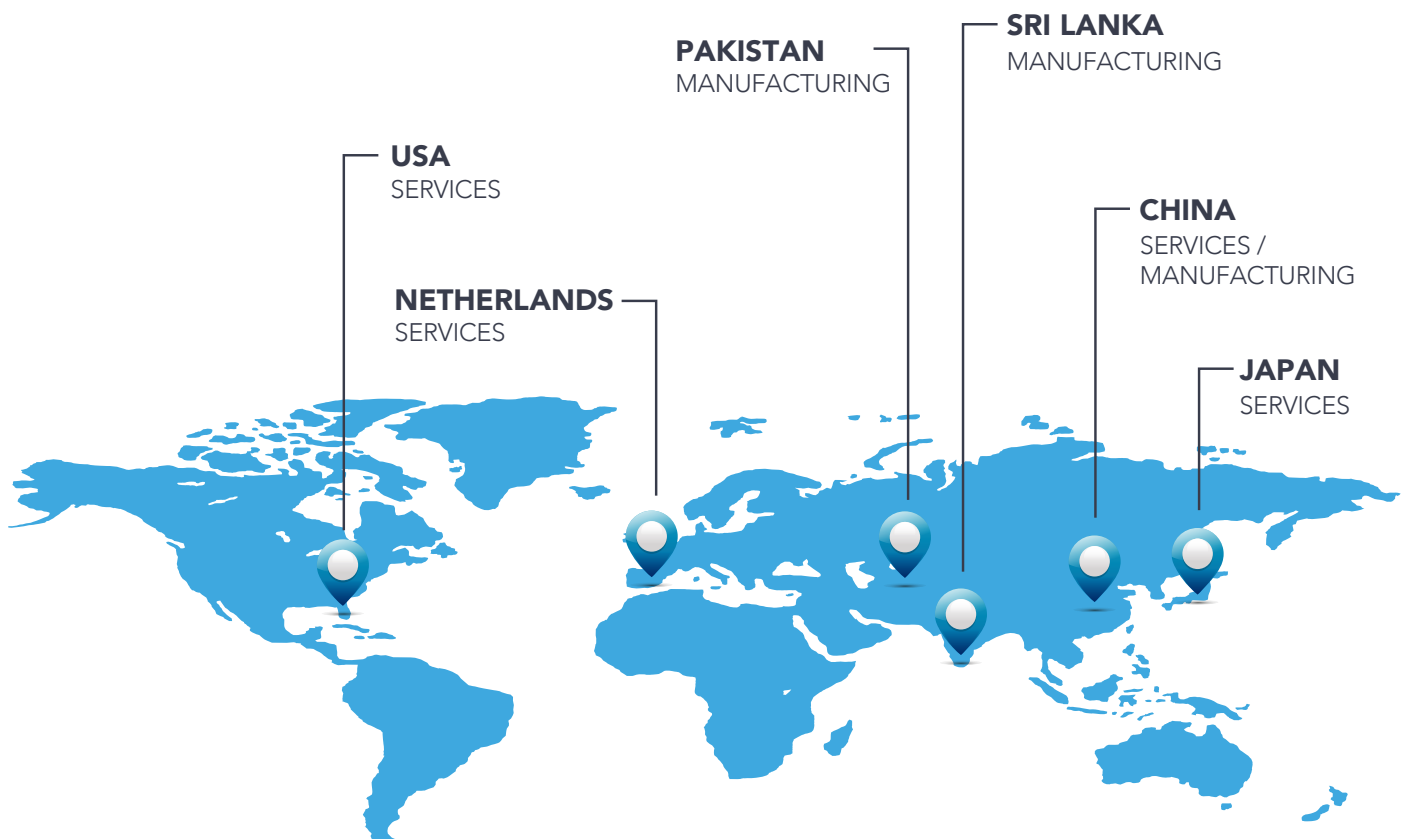 SRI LANKA
MANUFACTURING
PAKISTAN
MANUFACTURING
USA
SERVICES
CHINA
SERVICES /
MANUFACTURING
NETHERLANDS
SERVICES
JAPAN
SERVICES